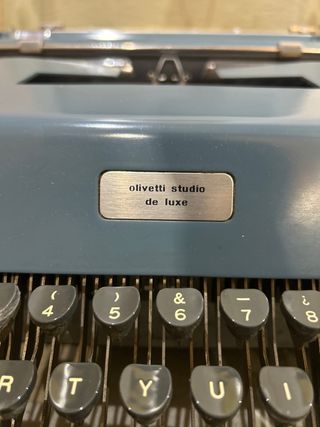 olivetti studio
de luxe
( ) & — ¿
4 5 6 7 8
R T Y U I